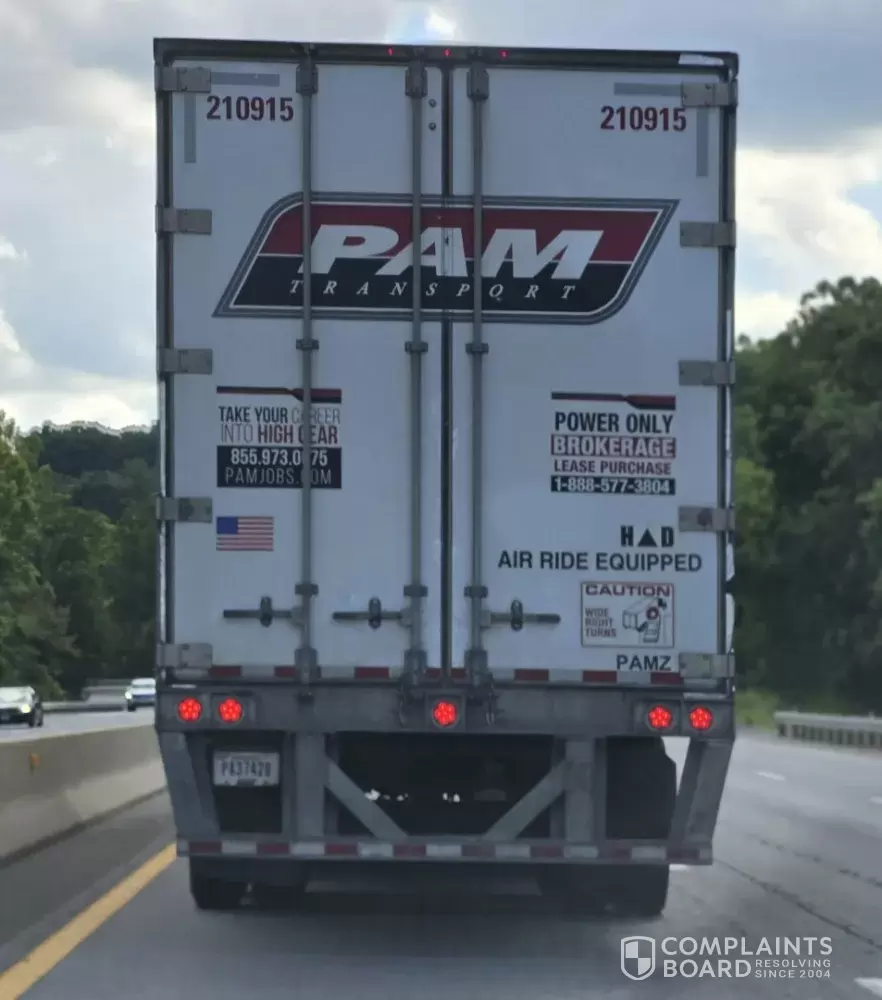 210915
210915
PAM
TRANSPORT
TAKE YOUR CAREER
INTO HIGH GEAR
PAMJOBS.COM
POWER ONLY
BROKERAGE
LEASE PURCHASE
1-888-577-3804
AIR RIDE EQUIPPED
CAUTION
WIDE
RIGHT
TURNS
PAMZ
COMPLAINTS
BOARD RESOLVING
SINCE 2004